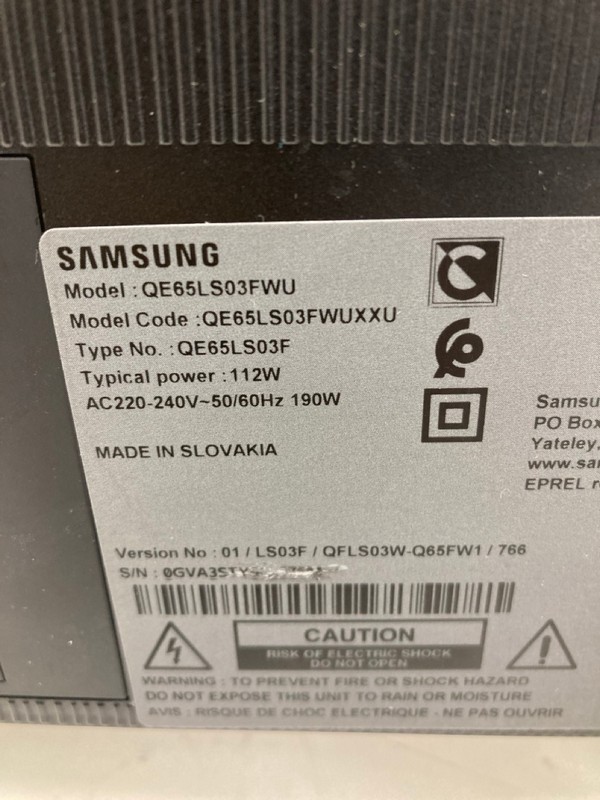 SAMSUNG
Model : QE65LS03FWU
Model Code : QE65LS03FWUXXU
Type No. : QE65LS03F
Typical power : 112W
AC220-240V~50/60Hz 190W
MADE IN SLOVAKIA
Samsu
PO Box
Yateley,
www.sa
EPREL r
Version No : 01 / LS03F / QFLS03W-Q65FW1 / 766
S/N : 0GVA3STY
CAUTION
RISK OF ELECTRIC SHOCK
DO NOT OPEN
WARNING : TO PREVENT FIRE OR SHOCK HAZARD
DO NOT EXPOSE THIS UNIT TO RAIN OR MOISTURE
AVIS : RISQUE DE CHOC ELECTRIQUE - NE PAS OUVRIR